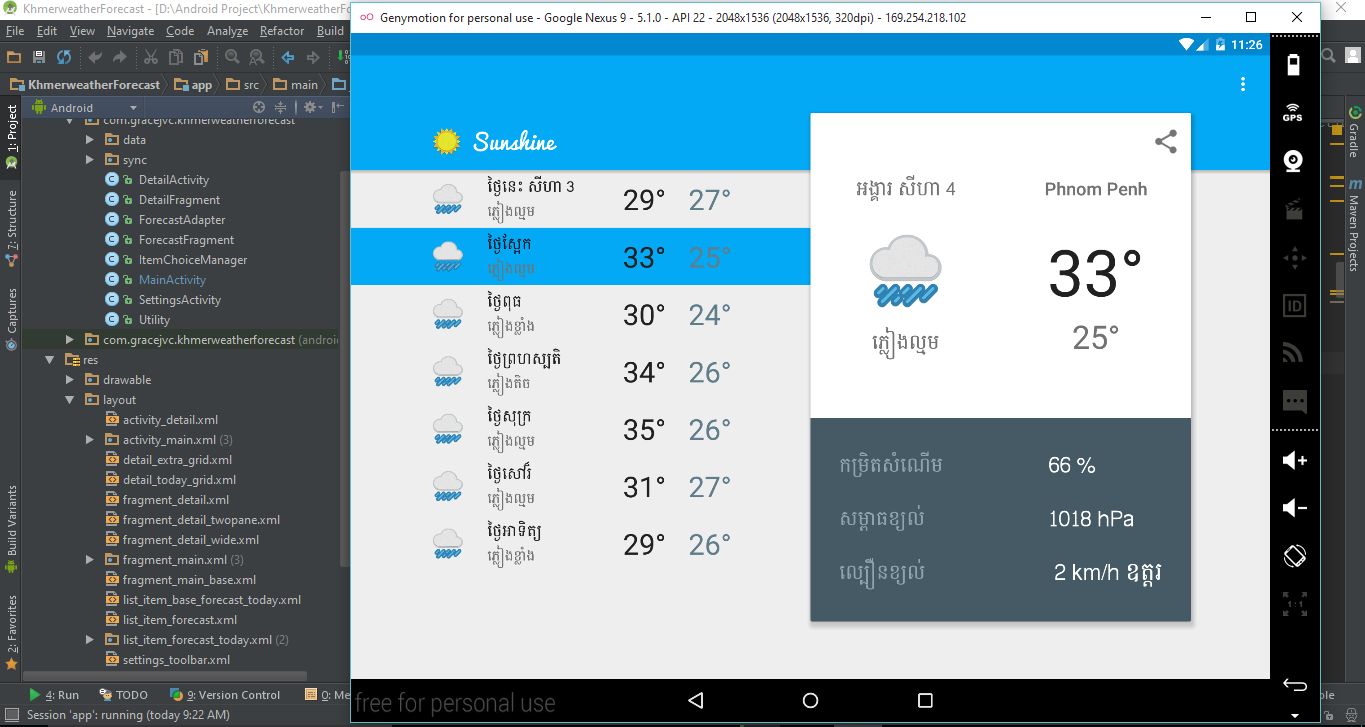 KhmerweatherForecast - [D:\Android Project\Khmerw
File Edit View Navigate Code Analyze Refactor Build
KhmerweatherForecast app src main
Android
com.gracejvc.khmerweatherforecast
data
sync
DetailActivity
DetailFragment
ForecastAdapter
ForecastFragment
ItemChoiceManager
MainActivity
SettingsActivity
Utility
com.gracejvc.khmerweatherforecast (androi
res
drawable
layout
activity_detail.xml
activity_main.xml (3)
detail_extra_grid.xml
detail_today_grid.xml
fragment_detail.xml
fragment_detail_twopane.xml
fragment_detail_wide.xml
fragment_main.xml (3)
fragment_main_base.xml
list_item_base_forecast_today.xml
list_item_forecast.xml
list_item_forecast_today.xml (2)
settings_toolbar.xml
1: Project
7: Structure
Captures
Build Variants
2: Favorites
4: Run TODO 9: Version Control 0: Me
Session 'app': running (today 9:22 AM)
Genymotion for personal use - Google Nexus 9 - 5.1.0 - API 22 - 2048x1536 (2048x1536, 320dpi) - 169.254.218.102
11:26
Sunshine
ថ្ងៃនេះ សីហា 3 29° 27°
ភ្លៀងល្មម
ថ្ងៃស្អែក 33° 25°
ភ្លៀងល្មម
ថ្ងៃពុធ 30° 24°
ភ្លៀងខ្លាំង
ថ្ងៃព្រហស្បតិ 34° 26°
ភ្លៀងតិច
ថ្ងៃសុក្រ 35° 26°
ភ្លៀងល្មម
ថ្ងៃសៅរ៍ 31° 27°
ភ្លៀងល្មម
ថ្ងៃអាទិត្យ 29° 26°
ភ្លៀងខ្លាំង
អង្គារ សីហា 4 Phnom Penh
33°
ភ្លៀងល្មម 25°
កម្រិតសំណើម 66 %
សម្ពាធខ្យល់ 1018 hPa
ល្បឿនខ្យល់ 2 km/h ឧត្តរ
free for personal use
GPS
ID
1:1
Gradle
Maven Projects